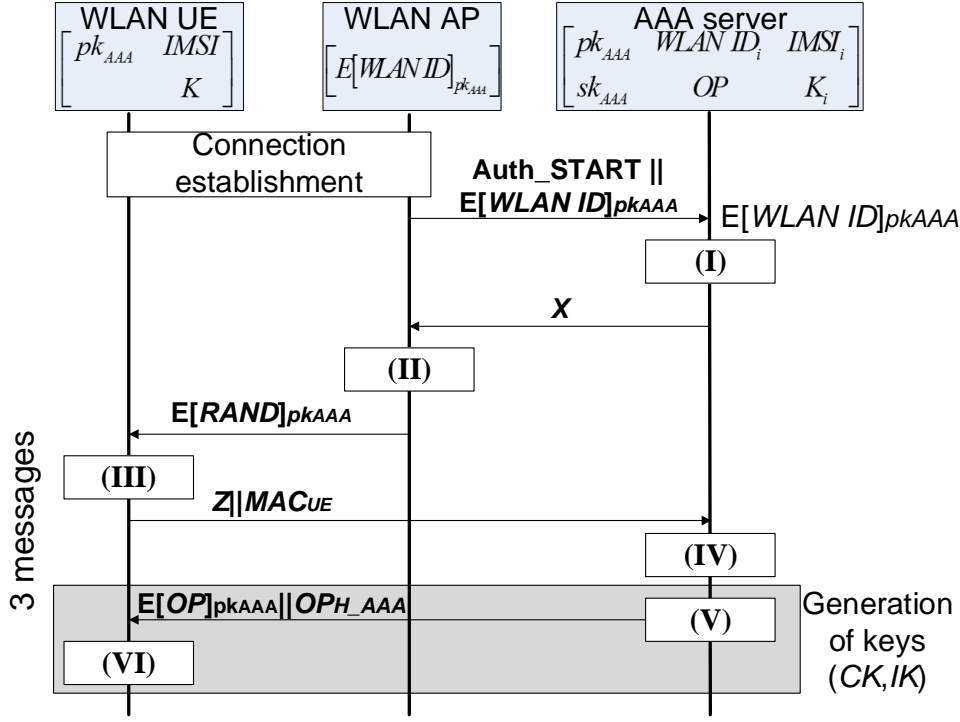 WLAN UE
WLAN AP
AAA server
pk_AAA IMSI
K
E[WLAN ID]pk_AAA
pk_AAA WLAN ID_i IMSI_i
sk_AAA OP K_i
Connection
establishment
Auth_START ||
E[WLAN ID]pkAAA
E[WLAN ID]pkAAA
(I)
X
(II)
E[RAND]pkAAA
(III)
Z||MACUE
(IV)
3 messages
E[OP]pkAAA||OPH_AAA
(V)
(VI)
Generation
of keys
(CK,IK)